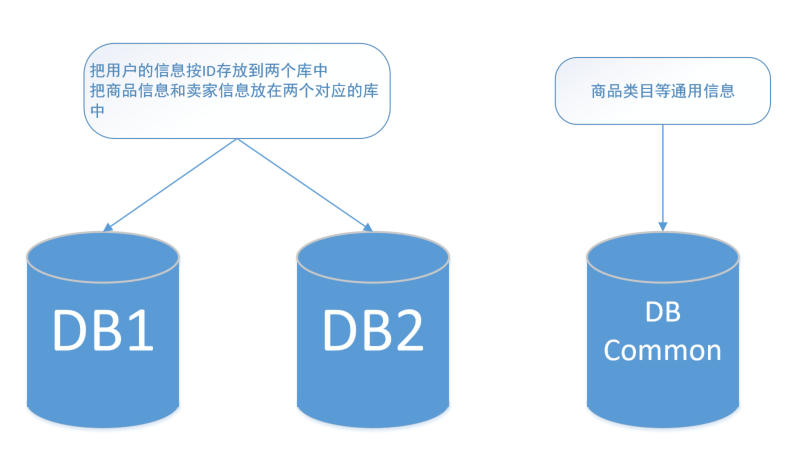 把用户的信息按ID存放到两个库中
把商品信息和卖家信息放在两个对应的库
中
商品类目等通用信息
DB1
DB2
DB
Common